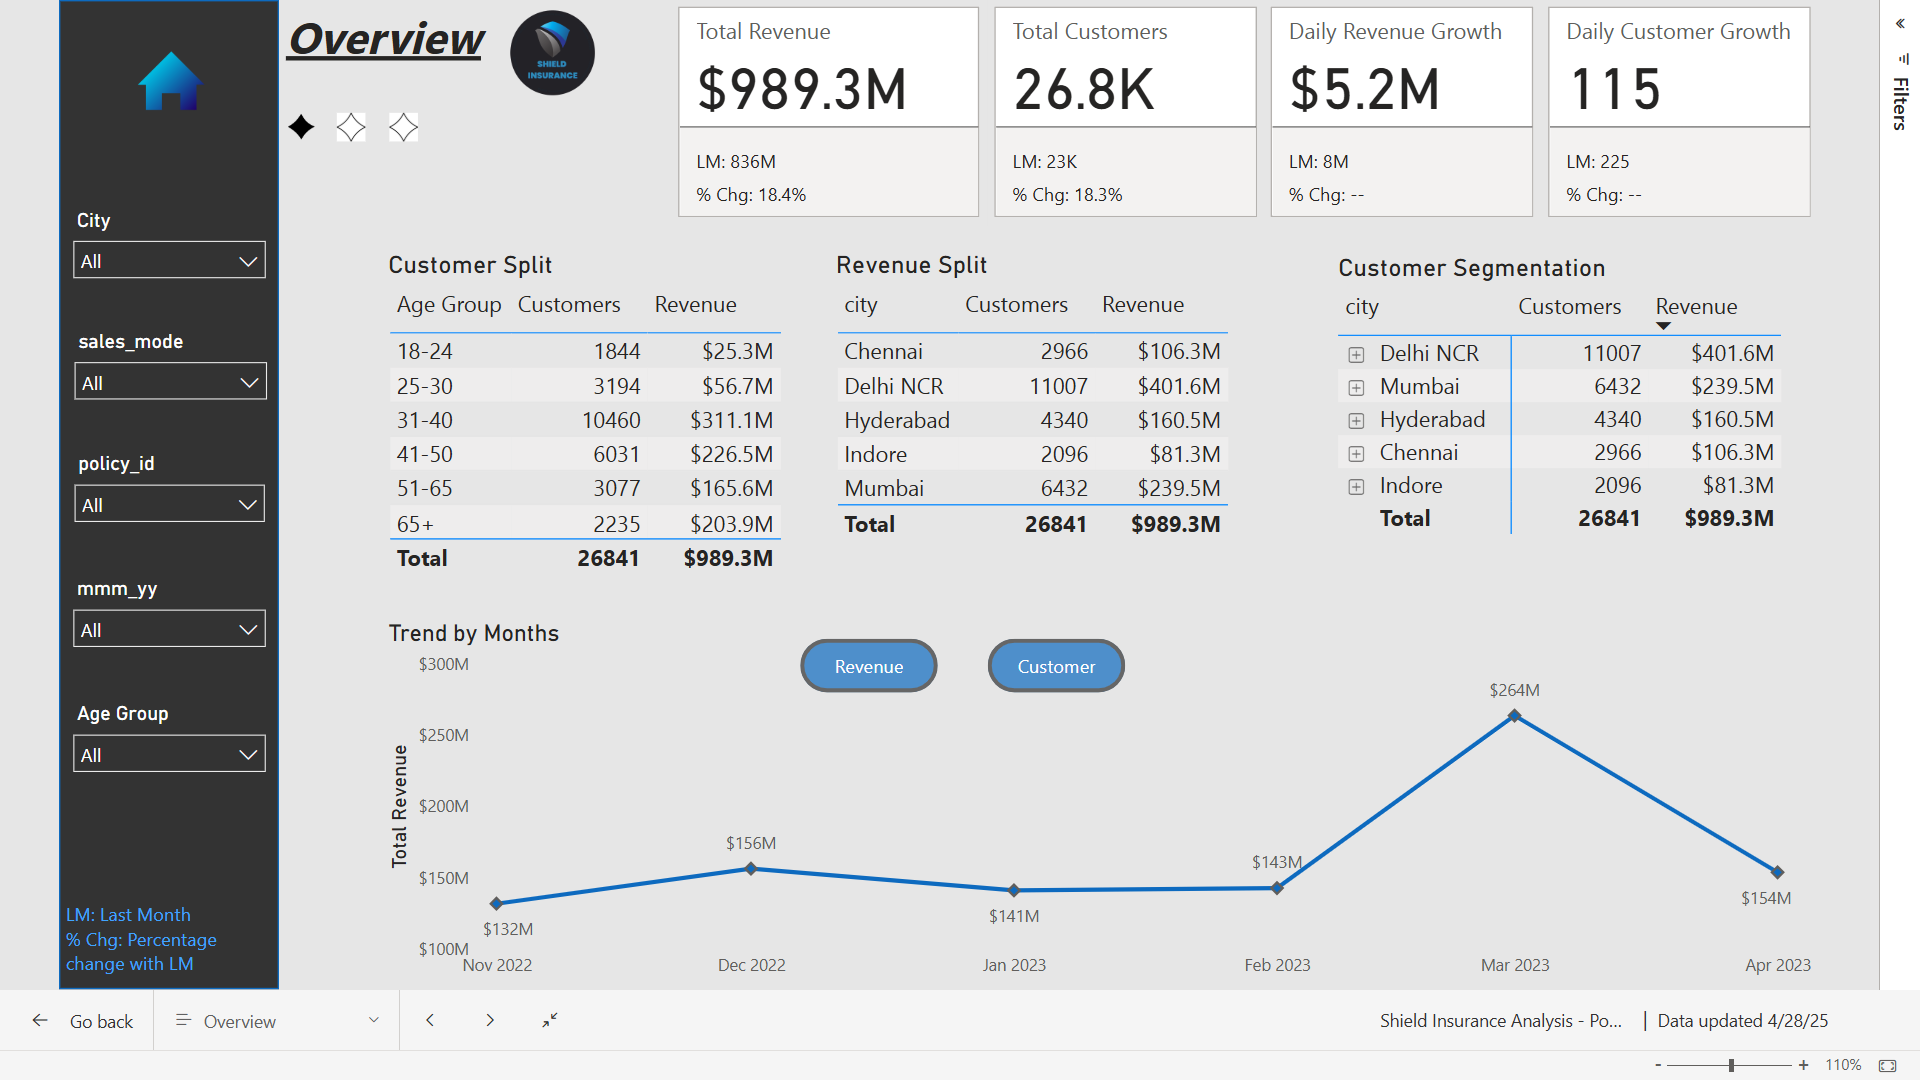 Overview
SHIELD
INSURANCE
Total Revenue
$989.3M
LM: 836M
% Chg: 18.4%
Total Customers
26.8K
LM: 23K
% Chg: 18.3%
Daily Revenue Growth
$5.2M
LM: 8M
% Chg: --
Daily Customer Growth
115
LM: 225
% Chg: --
Filters
City
All
sales_mode
All
policy_id
All
mmm_yy
All
Age Group
All
LM: Last Month
% Chg: Percentage
change with LM
Customer Split
Age Group Customers Revenue
18-24 1844 $25.3M
25-30 3194 $56.7M
31-40 10460 $311.1M
41-50 6031 $226.5M
51-65 3077 $165.6M
65+ 2235 $203.9M
Total 26841 $989.3M
Revenue Split
city Customers Revenue
Chennai 2966 $106.3M
Delhi NCR 11007 $401.6M
Hyderabad 4340 $160.5M
Indore 2096 $81.3M
Mumbai 6432 $239.5M
Total 26841 $989.3M
Customer Segmentation
city Customers Revenue
Delhi NCR 11007 $401.6M
Mumbai 6432 $239.5M
Hyderabad 4340 $160.5M
Chennai 2966 $106.3M
Indore 2096 $81.3M
Total 26841 $989.3M
Trend by Months
Revenue
Customer
Total Revenue
$300M
$250M
$200M
$150M
$100M
$132M
$156M
$141M
$143M
$264M
$154M
Nov 2022
Dec 2022
Jan 2023
Feb 2023
Mar 2023
Apr 2023
Go back
Overview
Shield Insurance Analysis - Po... | Data updated 4/28/25
- + 110%